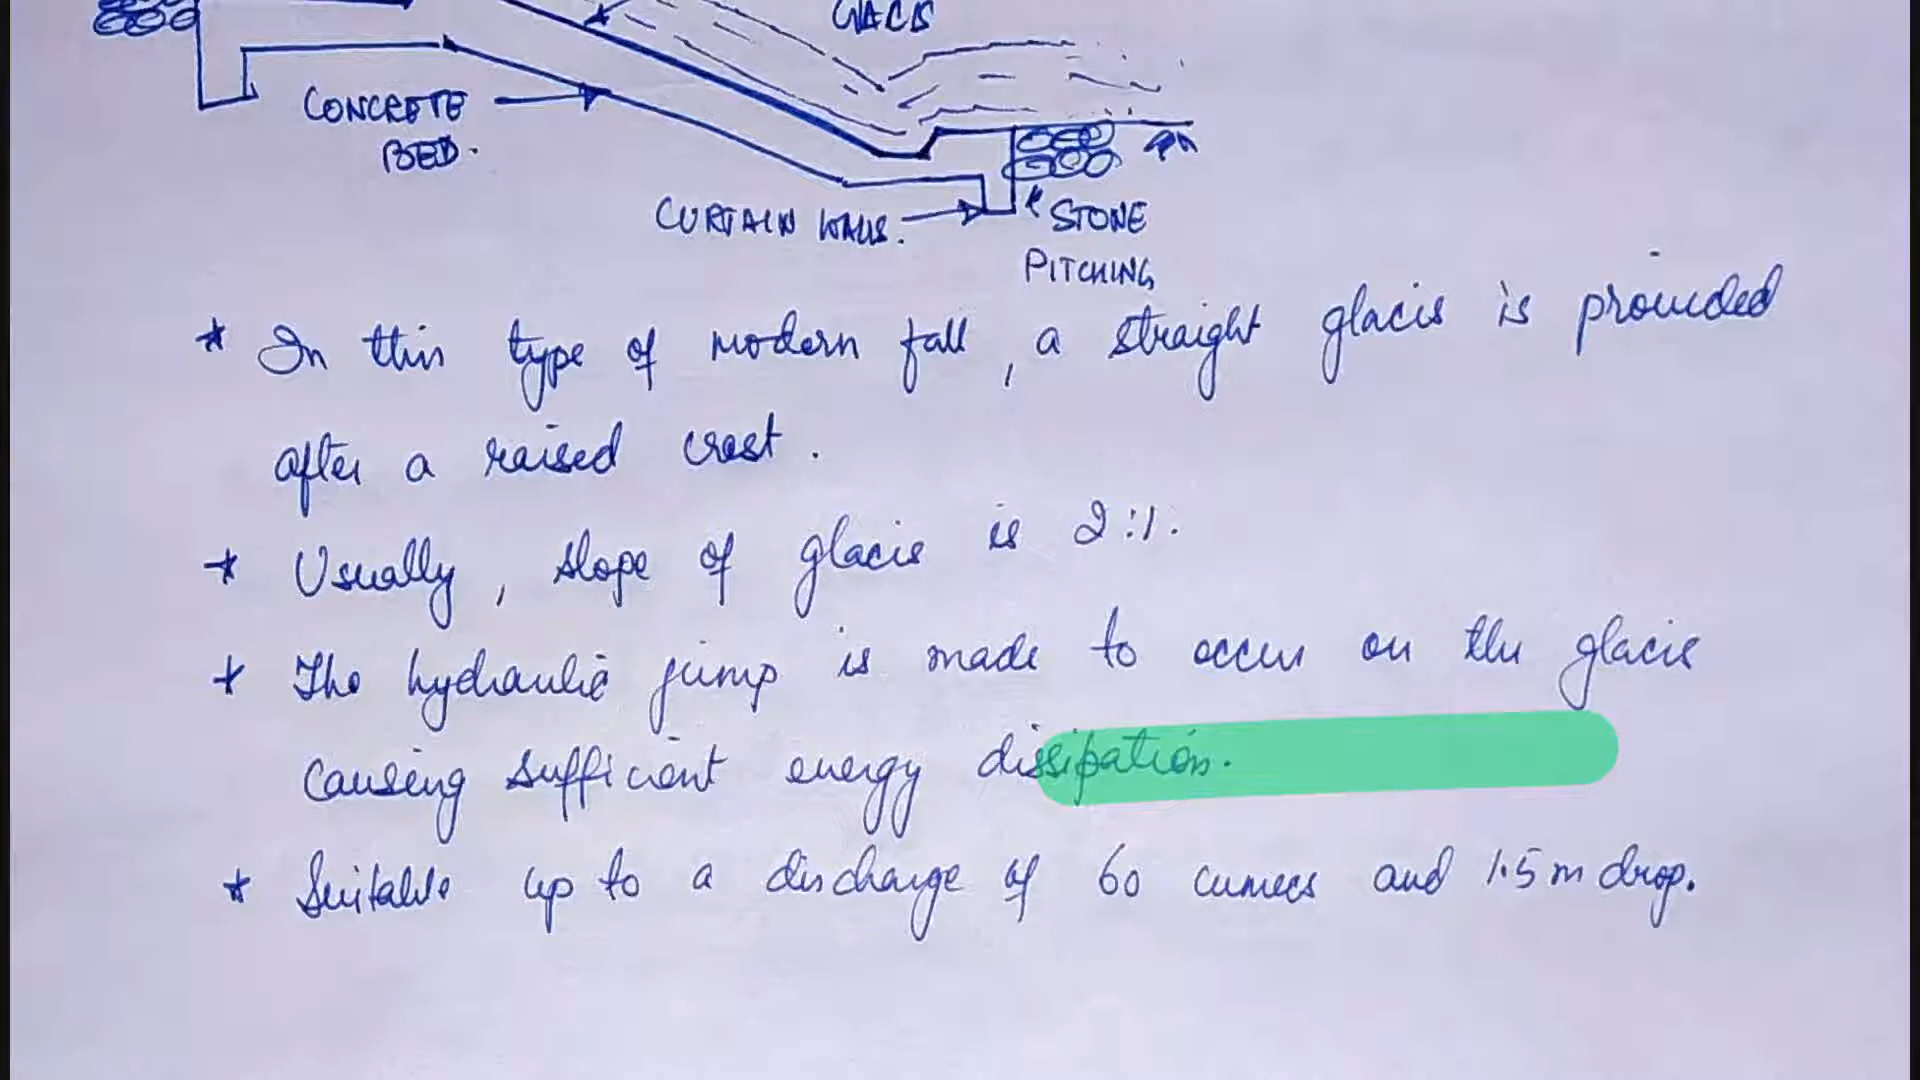 GLACIS
CONCRETE
BED.
CURTAIN WALLS.
STONE
PITCHING
* In this type of modern fall, a straight glacis is provided
after a raised crest.
* Usually, slope of glacis is 2:1.
* The hydraulic jump is made to occur on the glacis
causing sufficient energy dissipation.
* Suitable up to a discharge of 60 cumecs and 1.5m drop.